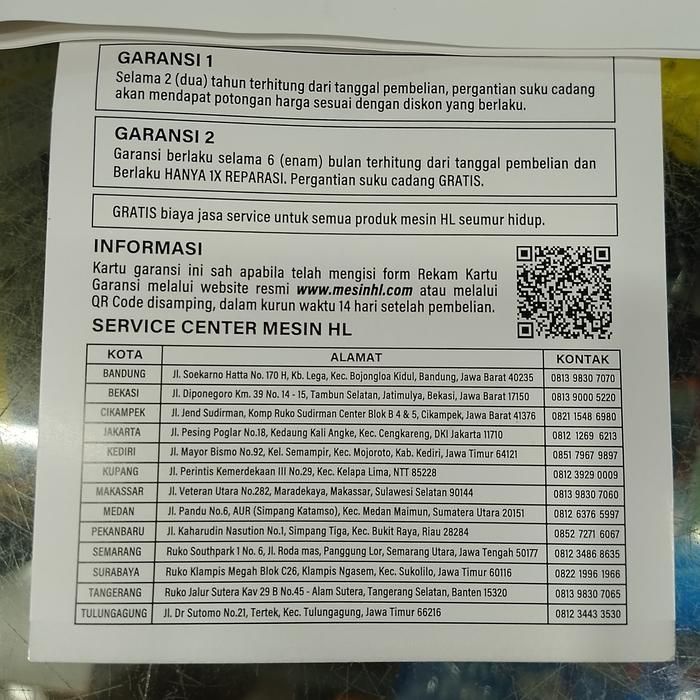 GARANSI 1
Selama 2 (dua) tahun terhitung dari tanggal pembelian, pergantian suku cadang
akan mendapat potongan harga sesuai dengan diskon yang berlaku.
GARANSI 2
Garansi berlaku selama 6 (enam) bulan terhitung dari tanggal pembelian dan
Berlaku HANYA 1X REPARASI. Pergantian suku cadang GRATIS.
GRATIS biaya jasa service untuk semua produk mesin HL seumur hidup.
INFORMASI
Kartu garansi ini sah apabila telah mengisi form Rekam Kartu
Garansi melalui website resmi www.mesinhl.com atau melalui
QR Code disamping, dalam kurun waktu 14 hari setelah pembelian.
SERVICE CENTER MESIN HL
KOTA ALAMAT KONTAK
BANDUNG Jl. Soekarno Hatta No. 170 H, Kb. Lega, Kec. Bojongloa Kidul, Bandung, Jawa Barat 40235 0813 9830 7070
BEKASI Jl. Diponegoro Km. 39 No. 14 - 15, Tambun Selatan, Jatimulya, Bekasi, Jawa Barat 17150 0813 9000 5220
CIKAMPEK Jl. Jend Sudirman, Komp Ruko Sudirman Center Blok B 4 & 5, Cikampek, Jawa Barat 41376 0821 1548 6980
JAKARTA Jl. Pesing Poglar No.18, Kedaung Kali Angke, Kec. Cengkareng, DKI Jakarta 11710 0812 1269 6213
KEDIRI Jl. Mayor Bismo No.92, Kel. Semampir, Kec. Mojoroto, Kab. Kediri, Jawa Timur 64121 0851 7967 9897
KUPANG Jl. Perintis Kemerdekaan III No.29, Kec. Kelapa Lima, NTT 85228 0812 3929 0009
MAKASSAR Jl. Veteran Utara No.282, Maradekaya, Makassar, Sulawesi Selatan 90144 0813 9830 7060
MEDAN Jl. Pandu No.6, AUR (Simpang Katamso), Kec. Medan Maimun, Sumatera Utara 20151 0812 6376 5997
PEKANBARU Jl. Kaharudin Nasution No.1, Simpang Tiga, Kec. Bukit Raya, Riau 28284 0852 7271 6067
SEMARANG Ruko Southpark 1 No. 6, Jl. Roda mas, Panggung Lor, Semarang Utara, Jawa Tengah 50177 0812 3486 8635
SURABAYA Ruko Klampis Megah Blok C26, Klampis Ngasem, Kec. Sukolilo, Jawa Timur 60116 0822 1996 1966
TANGERANG Ruko Jalur Sutera Kav 29 B No.45 - Alam Sutera, Tangerang Selatan, Banten 15320 0813 9830 7065
TULUNGAGUNG Jl. Dr Sutomo No.21, Tertek, Kec. Tulungagung, Jawa Timur 66216 0812 3443 3530